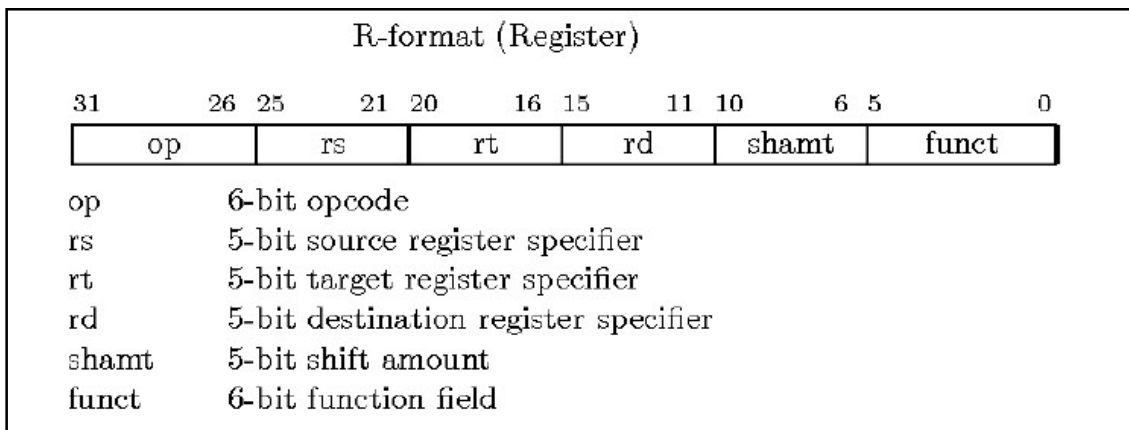 R-format (Register)
31 26 25 21 20 16 15 11 10 6 5 0
op rs rt rd shamt funct
op 6-bit opcode
rs 5-bit source register specifier
rt 5-bit target register specifier
rd 5-bit destination register specifier
shamt 5-bit shift amount
funct 6-bit function field